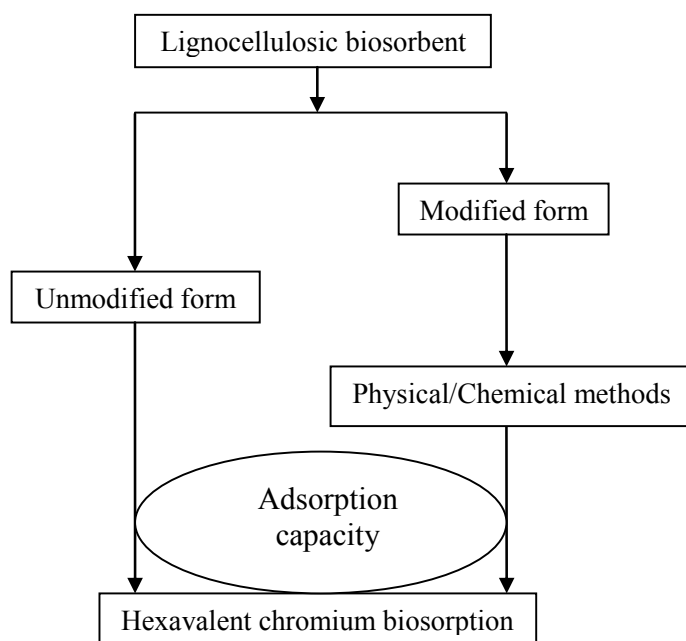 Lignocellulosic biosorbent
Modified form
Unmodified form
Physical/Chemical methods
Adsorption
capacity
Hexavalent chromium biosorption